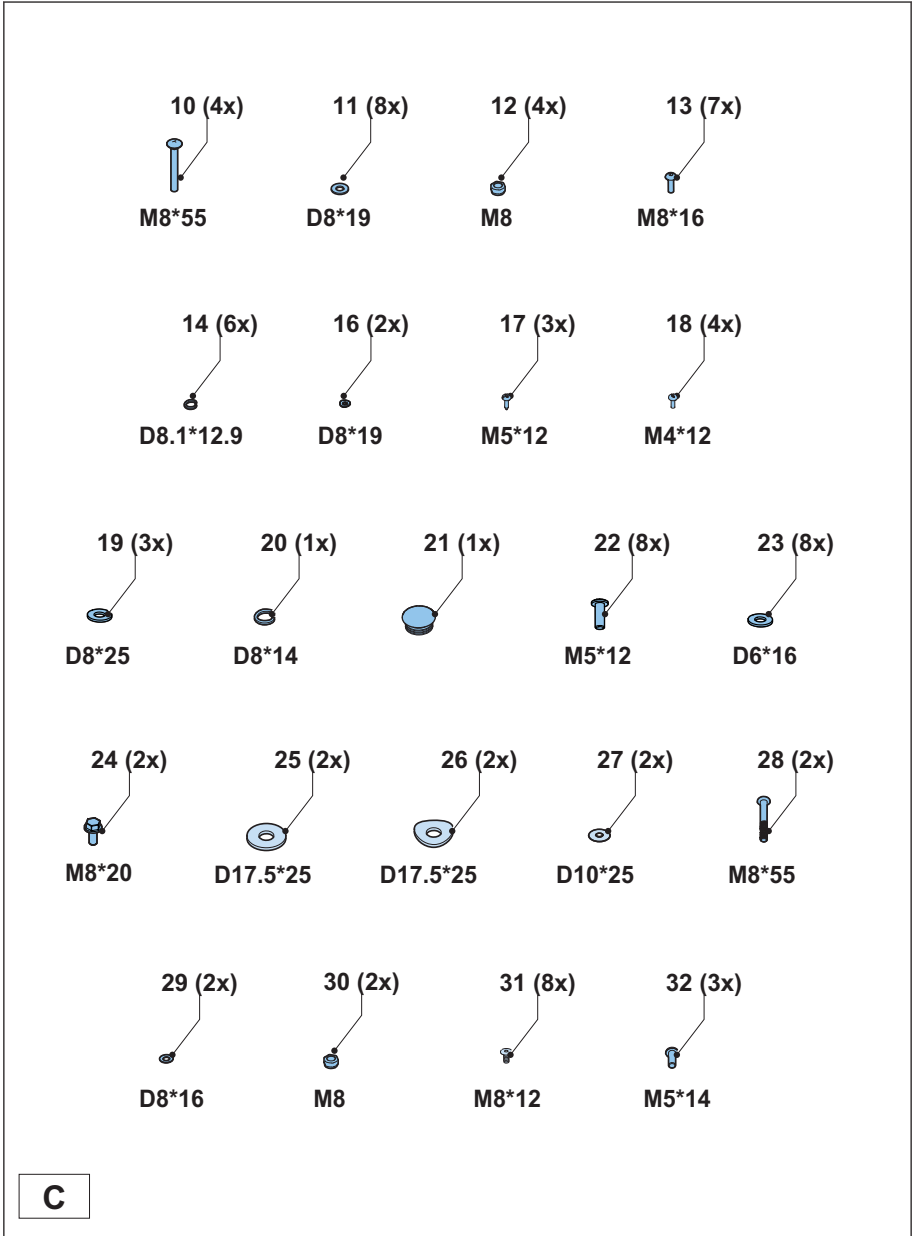 10 (4x) 11 (8x) 12 (4x) 13 (7x)
M8*55 D8*19 M8 M8*16
14 (6x) 16 (2x) 17 (3x) 18 (4x)
D8.1*12.9 D8*19 M5*12 M4*12
19 (3x) 20 (1x) 21 (1x) 22 (8x) 23 (8x)
D8*25 D8*14 M5*12 D6*16
24 (2x) 25 (2x) 26 (2x) 27 (2x) 28 (2x)
M8*20 D17.5*25 D17.5*25 D10*25 M8*55
29 (2x) 30 (2x) 31 (8x) 32 (3x)
D8*16 M8 M8*12 M5*14
C